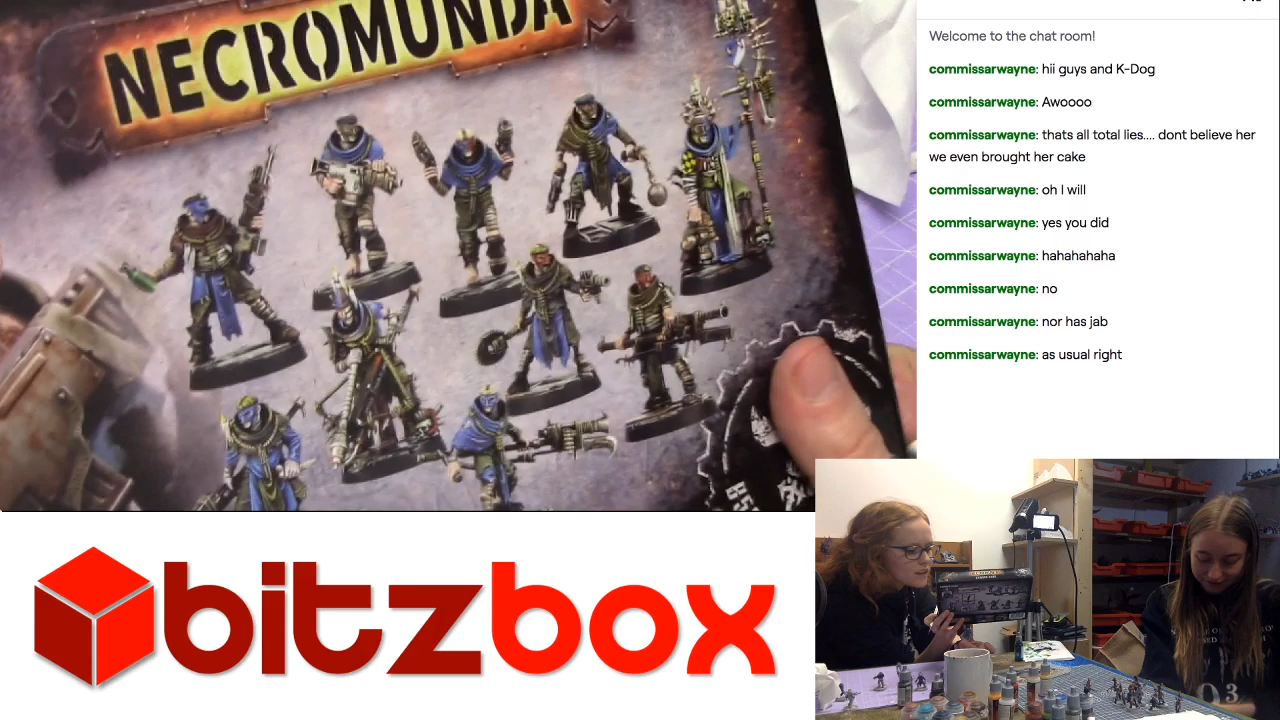 NECROMUNDA
Welcome to the chat room!
commissarwayne: hii guys and K-Dog
commissarwayne: Awoooo
commissarwayne: thats all total lies.... dont believe her
we even brought her cake
commissarwayne: oh I will
commissarwayne: yes you did
commissarwayne: hahahahaha
commissarwayne: no
commissarwayne: nor has jab
commissarwayne: as usual right
bitzbox